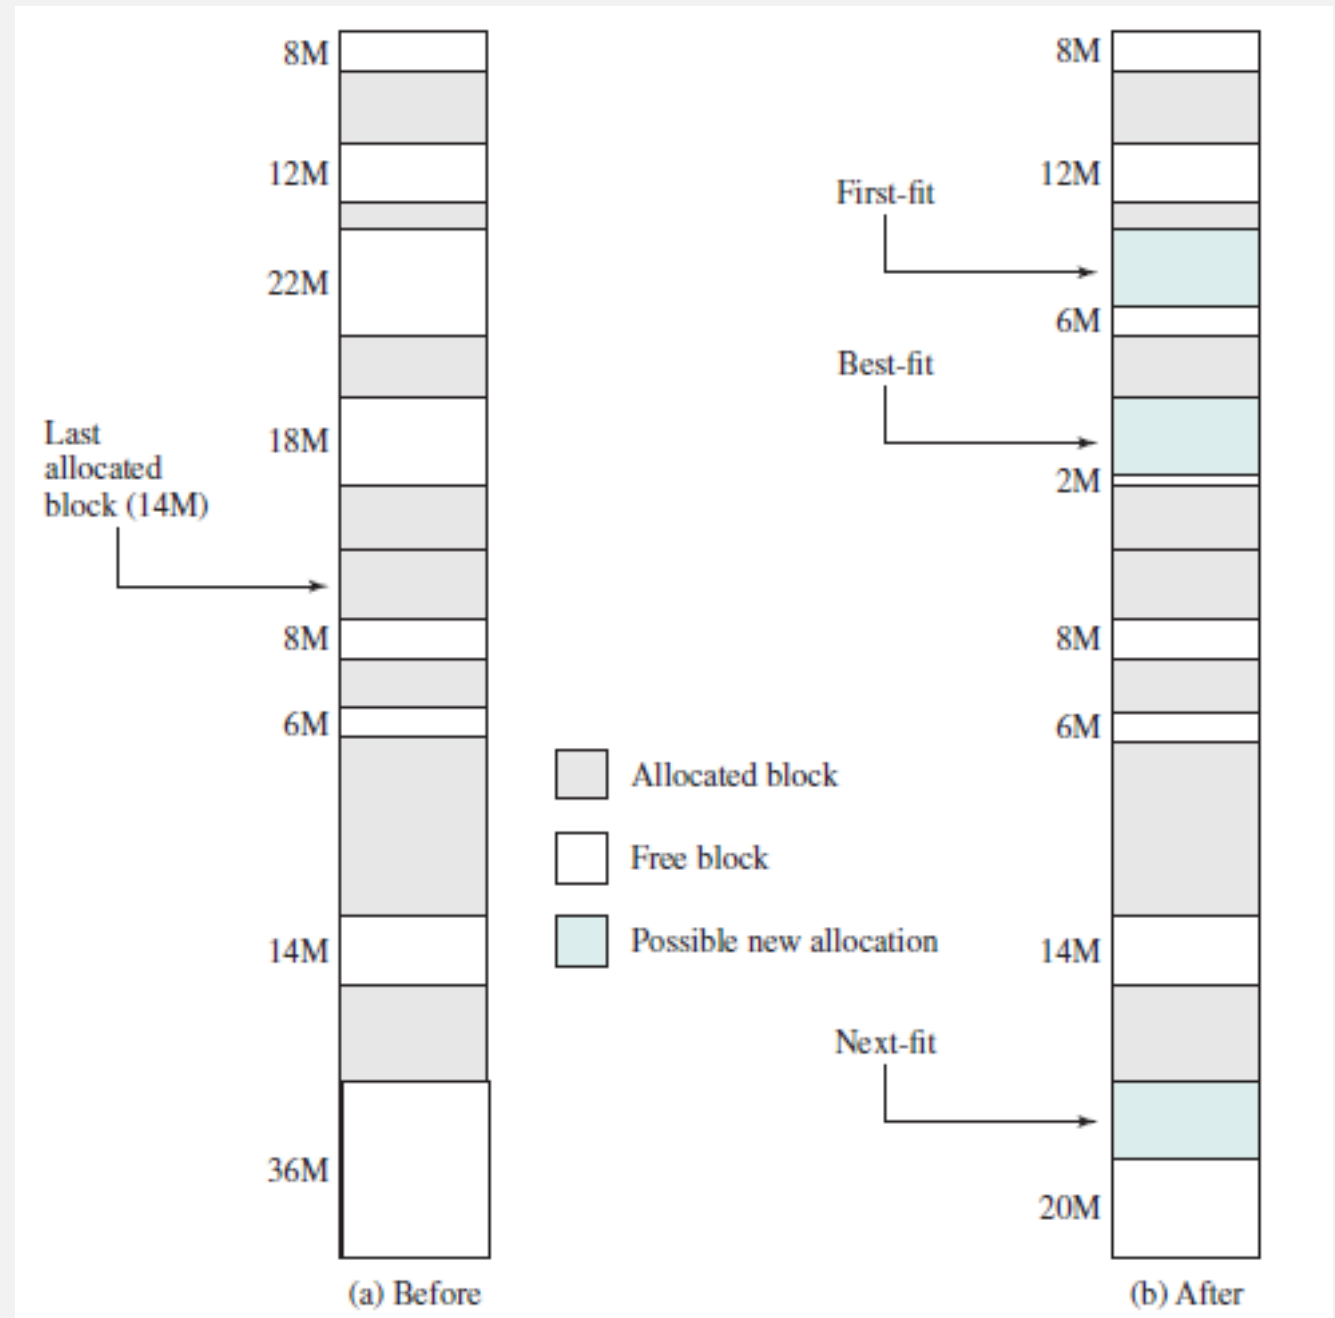 8M
12M
22M
Last
allocated
block (14M)
18M
8M
6M
14M
36M
(a) Before
Allocated block
Free block
Possible new allocation
8M
First-fit
12M
6M
Best-fit
2M
8M
6M
14M
Next-fit
20M
(b) After